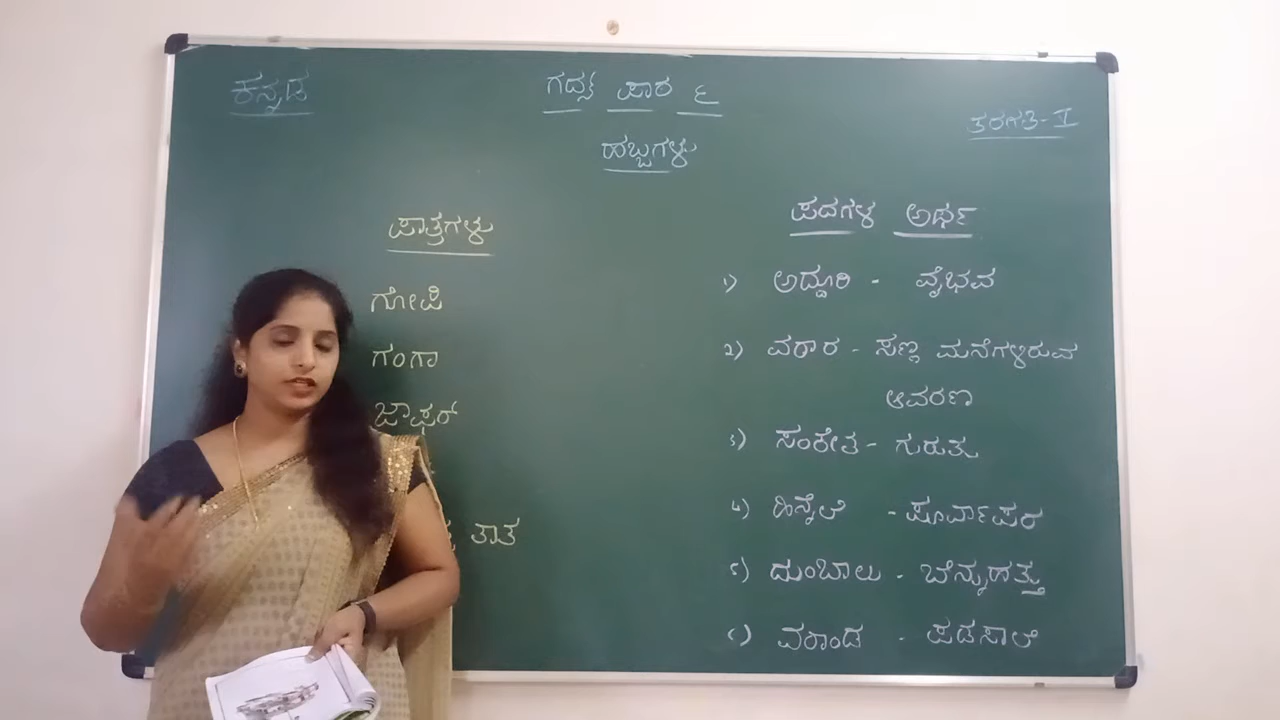 ಕನ್ನಡ
ಗದ್ಯ ಪಾಠ ೬
ತರಗತಿ - V
ಹಬ್ಬಗಳು
ಪಾತ್ರಗಳು
ಗೋಪಿ
ಗಂಗಾ
ಜಾಫರ್
ತಾತ
ಪದಗಳ ಅರ್ಥ
೧) ಅದ್ದೂರಿ - ವೈಭವ
೨) ವಠಾರ - ಸಣ್ಣ ಮನೆಗಳಿರುವ
ಆವರಣ
೩) ಸಂಕೇತ - ಗುರುತು
೪) ಹಿನ್ನೆಲೆ - ಪೂರ್ವಾಪರ
೫) ದುಂಬಾಲು - ಬೆನ್ನುಹತ್ತು
೬) ವರಾಂಡ - ಪಡಸಾಲೆ